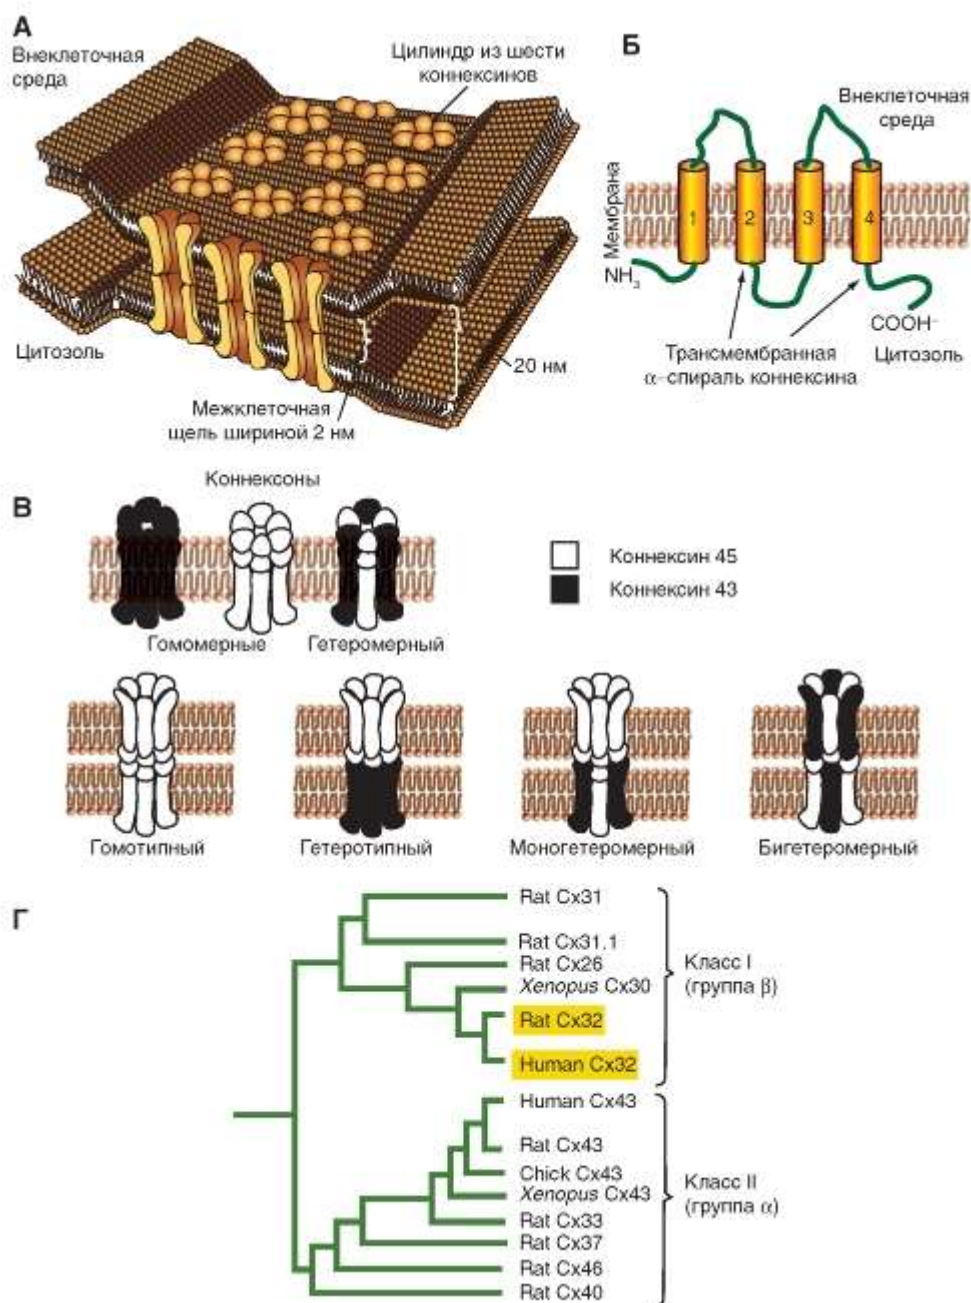 А
Внеклеточная
среда
Цилиндр из шести
коннексинов
Цитозоль
20 нм
Межклеточная
щель шириной 2 нм
Б
Внеклеточная
среда
Мембрана
1
2
3
4
NH3
COOH–
Трансмембранная
α–спираль коннексина
Цитозоль
В
Коннексоны
Гомомерные
Гетеромерный
Коннексин 45
Коннексин 43
Гомотипный
Гетеротипный
Моногетеромерный
Бигетеромерный
Г
Rat Cx31
Rat Cx31.1
Rat Cx26
Xenopus Cx30
Rat Cx32
Human Cx32
Класс I
(группа β)
Human Cx43
Rat Cx43
Chick Cx43
Xenopus Cx43
Rat Cx33
Rat Cx37
Rat Cx46
Rat Cx40
Класс II
(группа α)